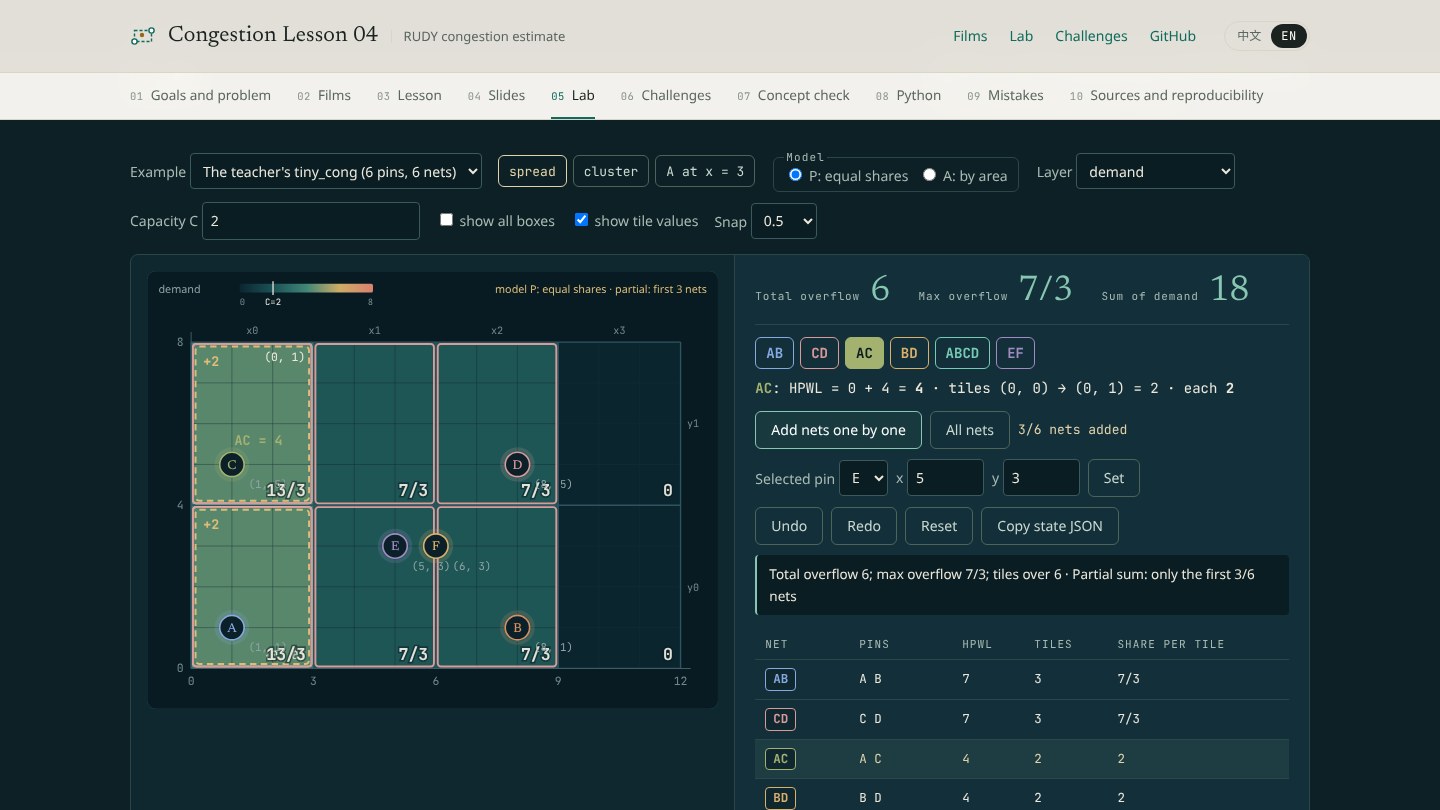 Congestion Lesson 04 RUDY congestion estimate Films Lab Challenges GitHub 中文 EN
01 Goals and problem 02 Films 03 Lesson 04 Slides 05 Lab 06 Challenges 07 Concept check 08 Python 09 Mistakes 10 Sources and reproducibility
Example The teacher's tiny_cong (6 pins, 6 nets) spread cluster A at x = 3 Model P: equal shares A: by area Layer demand
Capacity C 2 show all boxes show tile values Snap 0.5
demand 0 C=2 8 model P: equal shares · partial: first 3 nets
x0 x1 x2 x3
8 +2 (0, 1)
y1
AC = 4
C D
13/3 7/3 7/3 0
4
+2
E F
(5, 3) (6, 3)
y0
A B
13/3 7/3 7/3 0
0
0 3 6 9 12
Total overflow 6 Max overflow 7/3 Sum of demand 18
AB CD AC BD ABCD EF
AC: HPWL = 0 + 4 = 4 · tiles (0, 0) → (0, 1) = 2 · each 2
Add nets one by one All nets 3/6 nets added
Selected pin E x 5 y 3 Set
Undo Redo Reset Copy state JSON
Total overflow 6; max overflow 7/3; tiles over 6 · Partial sum: only the first 3/6
nets
NET PINS HPWL TILES SHARE PER TILE
AB A B 7 3 7/3
CD C D 7 3 7/3
AC A C 4 2 2
BD B D 4 2 2